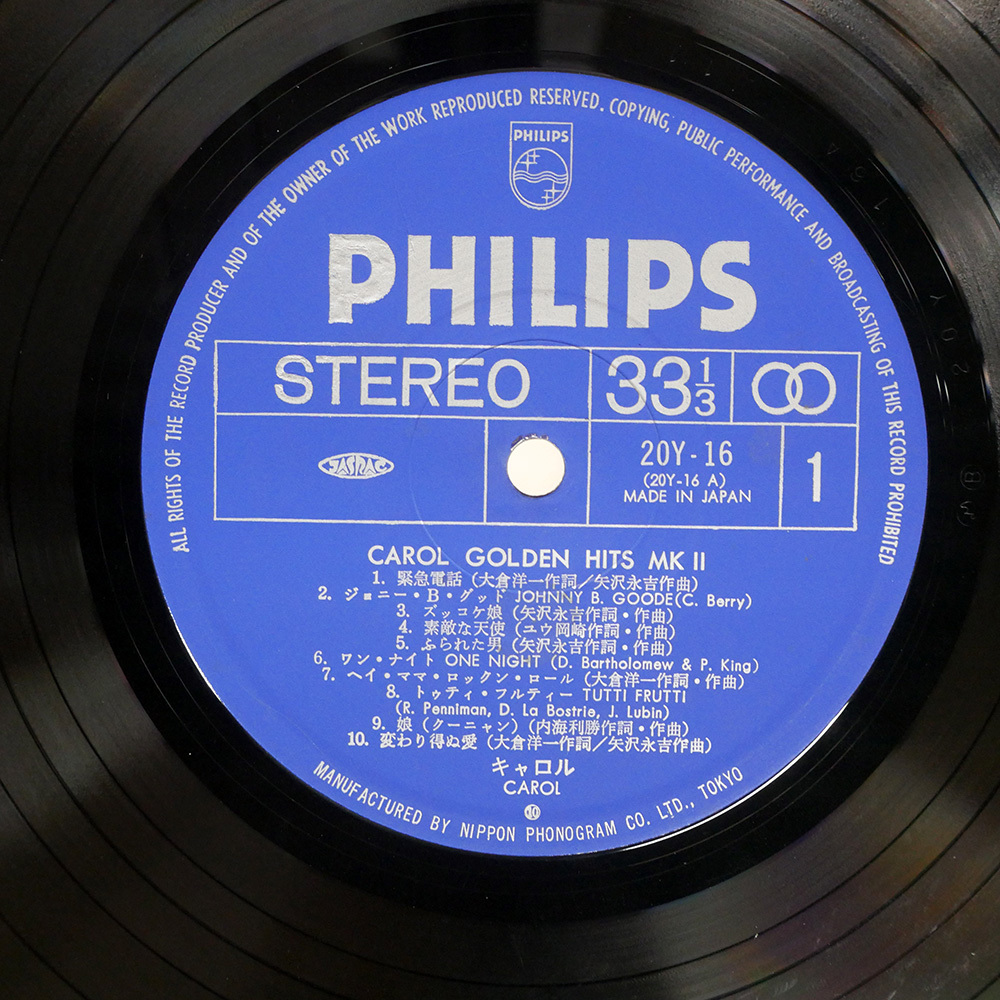 ALL RIGHTS OF THE RECORD PRODUCER AND OF THE OWNER OF THE WORK REPRODUCED RESERVED. COPYING, PUBLIC PERFORMANCE AND BROADCASTING OF THIS RECORD PROHIBITED
PHILIPS
PHILIPS
STEREO
33 1/3
JASRAC
20Y-16
(20Y-16 A)
MADE IN JAPAN
1
CAROL GOLDEN HITS MK II
1. 緊急電話 (大倉洋一作詞／矢沢永吉作曲)
2. ジョニー・B・グッド JOHNNY B. GOODE(C. Berry)
3. ズッコケ娘 (矢沢永吉作詞・作曲)
4. 素敵な天使 (ユウ岡崎作詞・作曲)
5. ふられた男 (矢沢永吉作詞・作曲)
6. ワン・ナイト ONE NIGHT (D. Bartholomew & P. King)
7. ヘイ・ママ・ロックン・ロール (大倉洋一作詞・作曲)
8. トゥティ・フルティー TUTTI FRUTTI
(R. Penniman, D. La Bostrie, J. Lubin)
9. 娘 (クーニャン) (内海利勝作詞・作曲)
10. 変わり得ぬ愛 (大倉洋一作詞／矢沢永吉作曲)
キャロル
CAROL
MANUFACTURED BY NIPPON PHONOGRAM CO. LTD., TOKYO